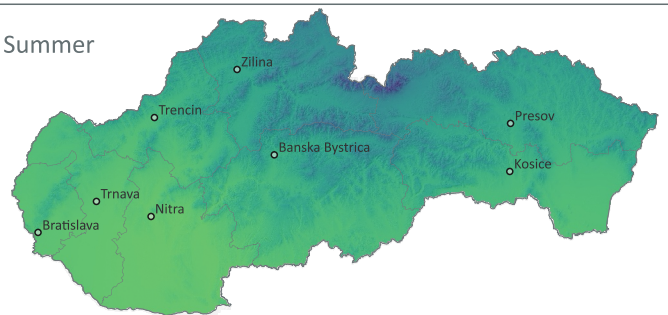 Summer
Zilina
Trencin
Presov
Banska Bystrica
Kosice
Trnava
Nitra
Bratislava